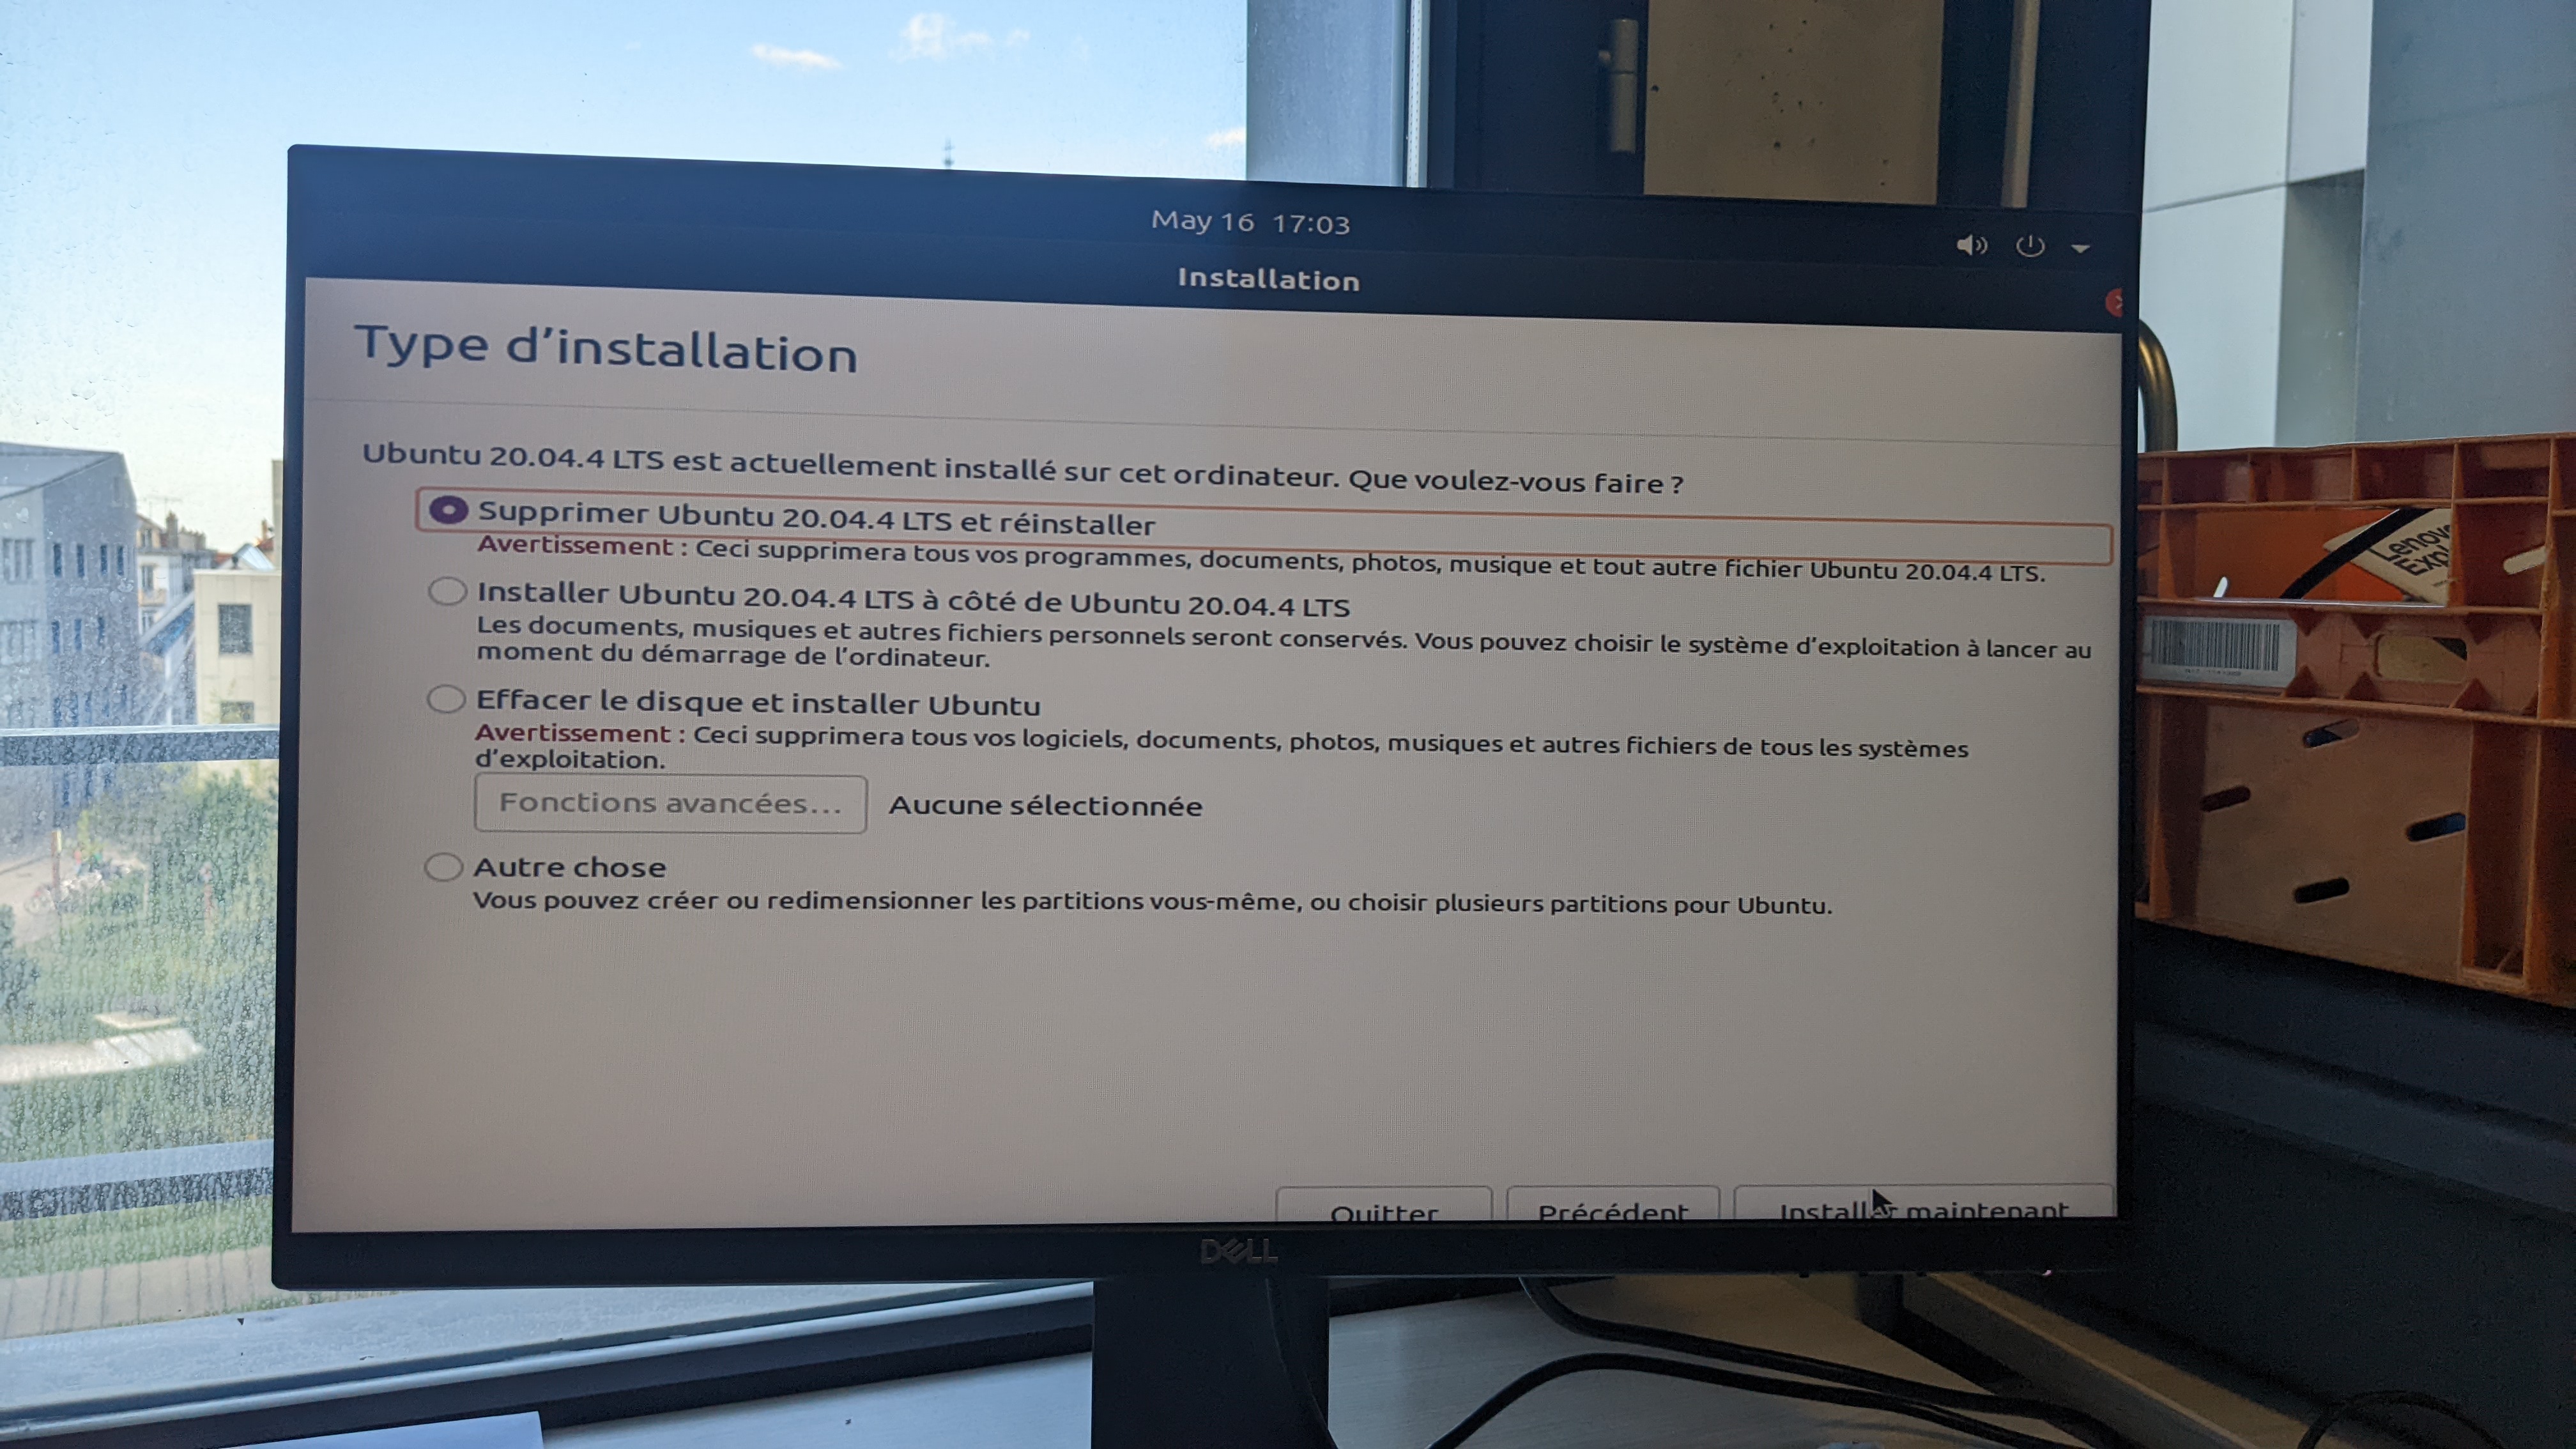 May 16 17:03
Installation
Type d’installation
Ubuntu 20.04.4 LTS est actuellement installé sur cet ordinateur. Que voulez-vous faire ?
Supprimer Ubuntu 20.04.4 LTS et réinstaller
Avertissement : Ceci supprimera tous vos programmes, documents, photos, musique et tout autre fichier Ubuntu 20.04.4 LTS.
Installer Ubuntu 20.04.4 LTS à côté de Ubuntu 20.04.4 LTS
Les documents, musiques et autres fichiers personnels seront conservés. Vous pouvez choisir le système d’exploitation à lancer au
moment du démarrage de l’ordinateur.
Effacer le disque et installer Ubuntu
Avertissement : Ceci supprimera tous vos logiciels, documents, photos, musiques et autres fichiers de tous les systèmes
d’exploitation.
Fonctions avancées...
Aucune sélectionnée
Autre chose
Vous pouvez créer ou redimensionner les partitions vous-même, ou choisir plusieurs partitions pour Ubuntu.
Quitter
Précédent
Installer maintenant
DELL